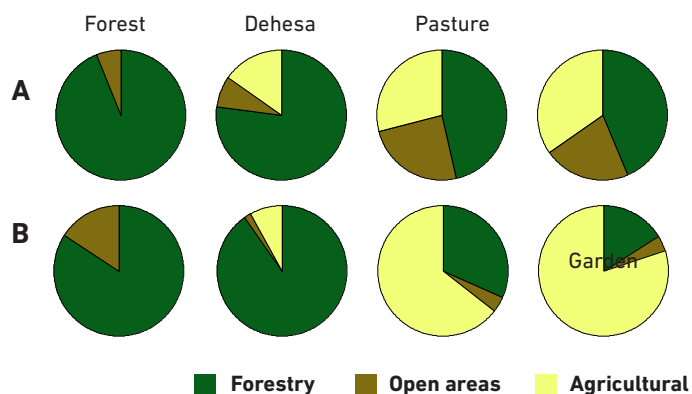 Forest Dehesa Pasture
A
B
Garden
Forestry Open areas Agricultural